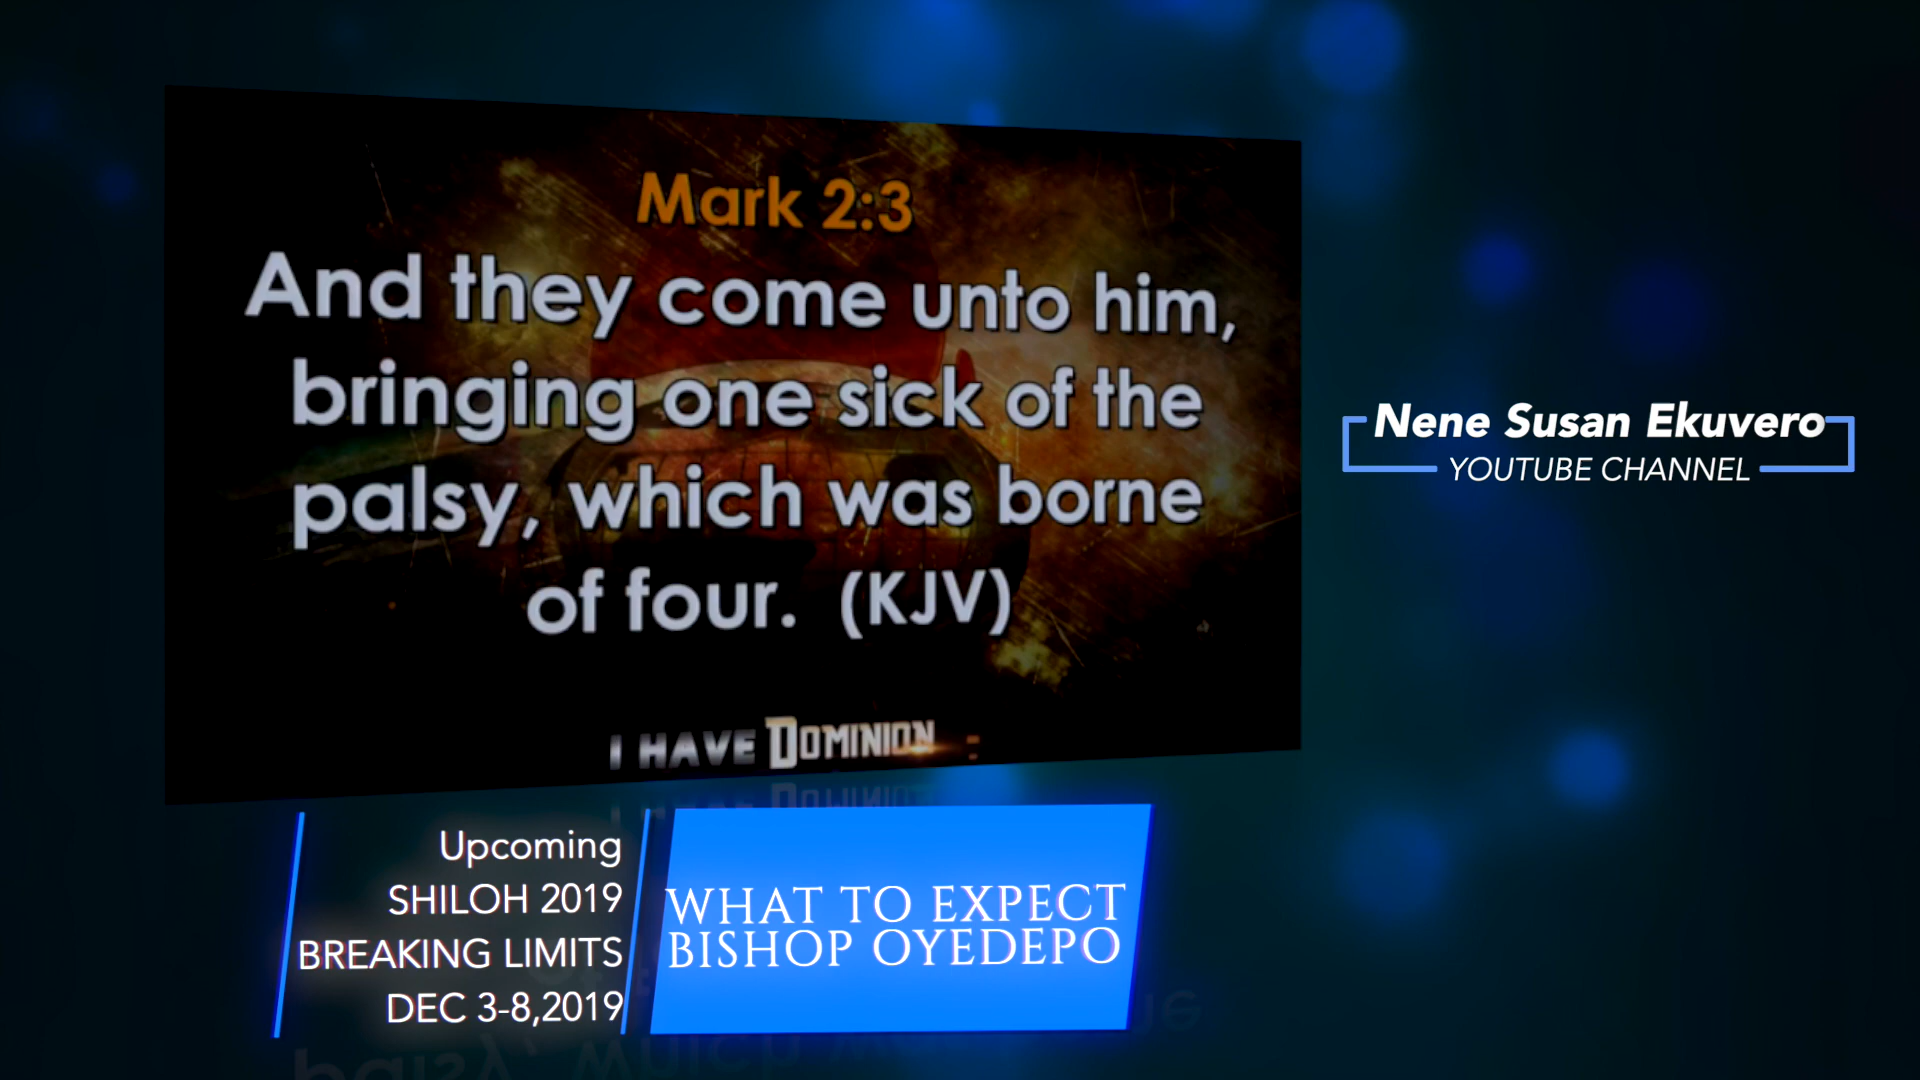 Mark 2:3
And they come unto him,
bringing one sick of the
palsy, which was borne
of four. (KJV)
I HAVE DOMINION
Nene Susan Ekuvero
YOUTUBE CHANNEL
Upcoming
SHILOH 2019
BREAKING LIMITS
DEC 3-8,2019
WHAT TO EXPECT
BISHOP OYEDEPO